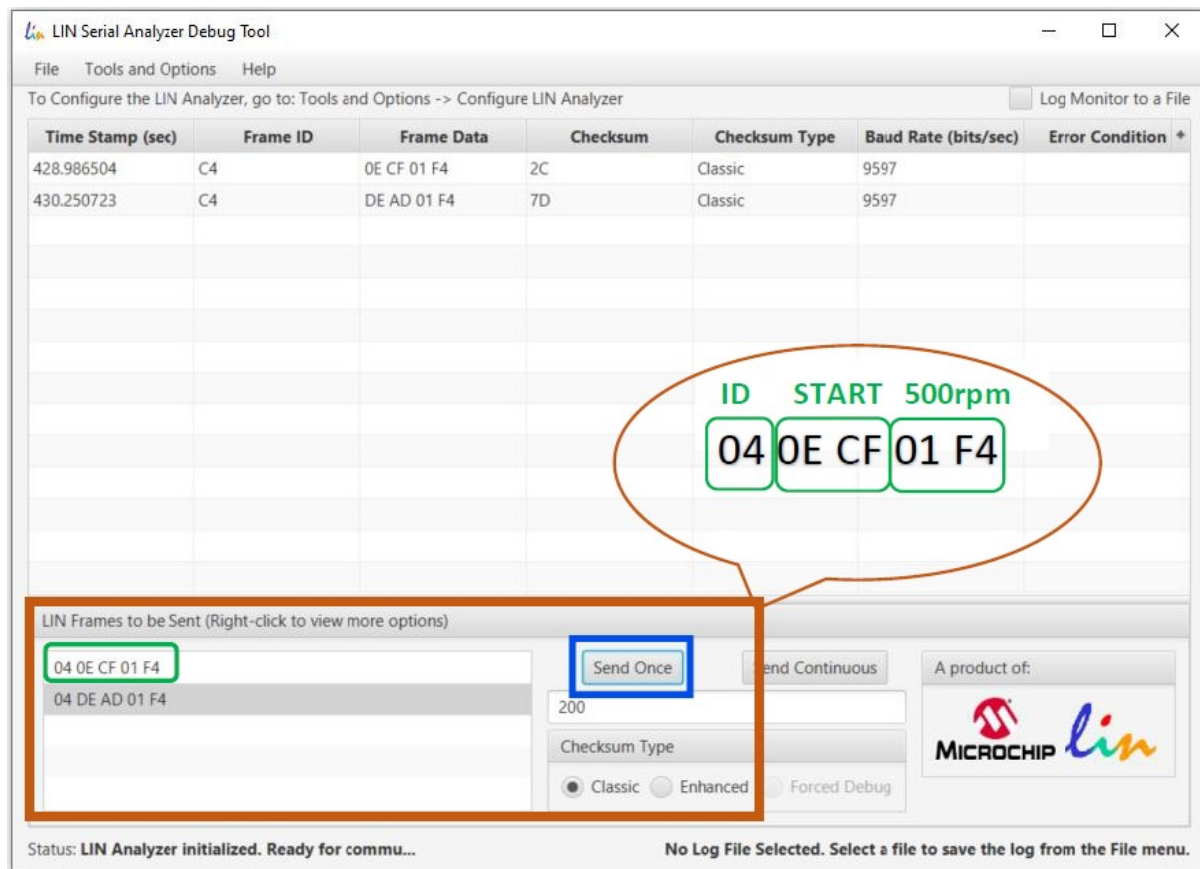 LIN Serial Analyzer Debug Tool
File Tools and Options Help
To Configure the LIN Analyzer, go to: Tools and Options -> Configure LIN Analyzer Log Monitor to a File
Time Stamp (sec) Frame ID Frame Data Checksum Checksum Type Baud Rate (bits/sec) Error Condition +
428.986504 C4 0E CF 01 F4 2C Classic 9597
430.250723 C4 DE AD 01 F4 7D Classic 9597
ID START 500rpm
04 0E CF 01 F4
LIN Frames to be Sent (Right-click to view more options)
04 0E CF 01 F4 Send Once Send Continuous A product of:
04 DE AD 01 F4
200
Checksum Type
MICROCHIP lin
Classic Enhanced Forced Debug
Status: LIN Analyzer initialized. Ready for commu... No Log File Selected. Select a file to save the log from the File menu.